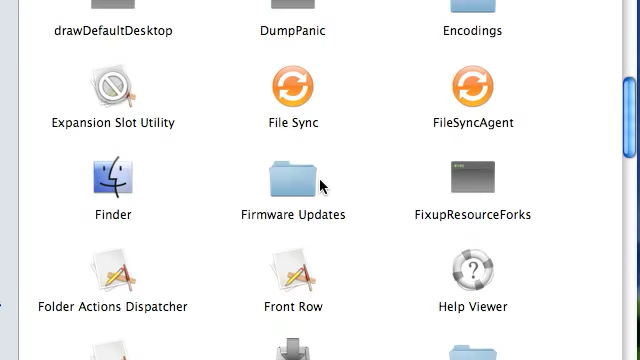 drawDefaultDesktop DumpPanic Encodings
Expansion Slot Utility File Sync FileSyncAgent
Finder Firmware Updates FixupResourceForks
Folder Actions Dispatcher Front Row Help Viewer